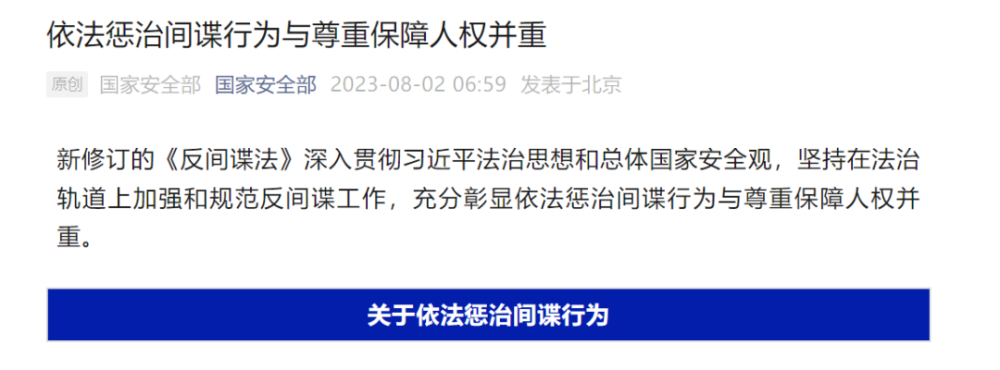 依法惩治间谍行为与尊重保障人权并重
原创 国家安全部 国家安全部 2023-08-02 06:59 发表于北京
新修订的《反间谍法》深入贯彻习近平法治思想和总体国家安全观，坚持在法治
轨道上加强和规范反间谍工作，充分彰显依法惩治间谍行为与尊重保障人权并
重。
关于依法惩治间谍行为